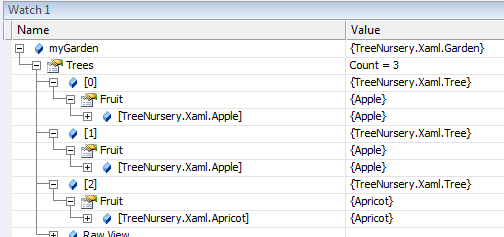 Watch 1
Name Value
myGarden {TreeNursery.Xaml.Garden}
Trees Count = 3
[0] {TreeNursery.Xaml.Tree}
Fruit {Apple}
[TreeNursery.Xaml.Apple] {Apple}
[1] {TreeNursery.Xaml.Tree}
Fruit {Apple}
[TreeNursery.Xaml.Apple] {Apple}
[2] {TreeNursery.Xaml.Tree}
Fruit {Apricot}
[TreeNursery.Xaml.Apricot] {Apricot}
Raw View